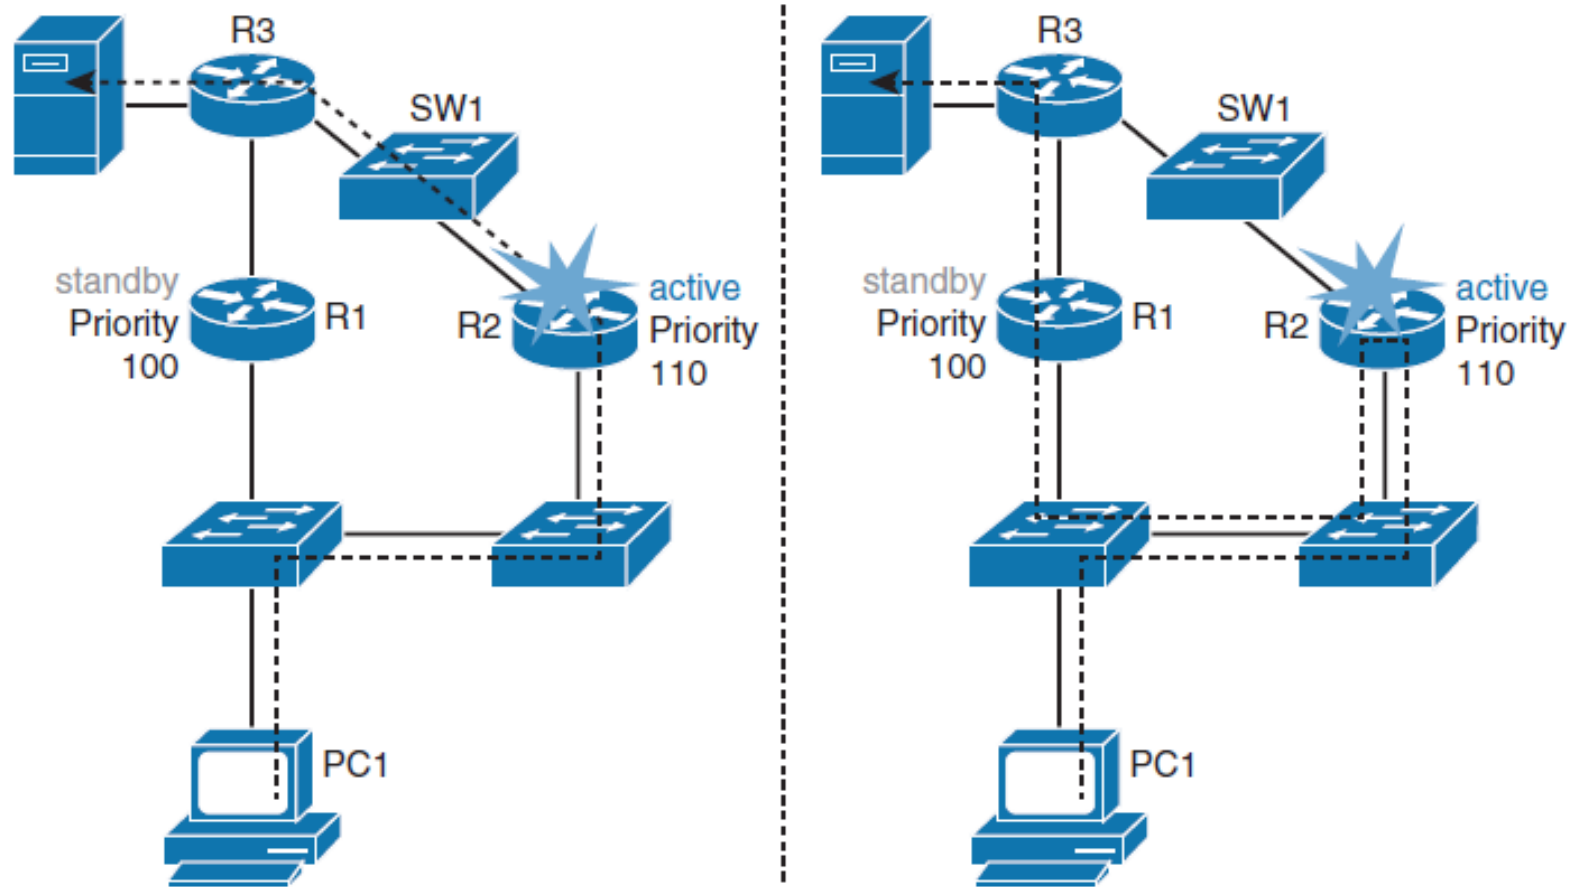 R3
SW1
standby
Priority
100
R1
R2
active
Priority
110
PC1
R3
SW1
standby
Priority
100
R1
R2
active
Priority
110
PC1